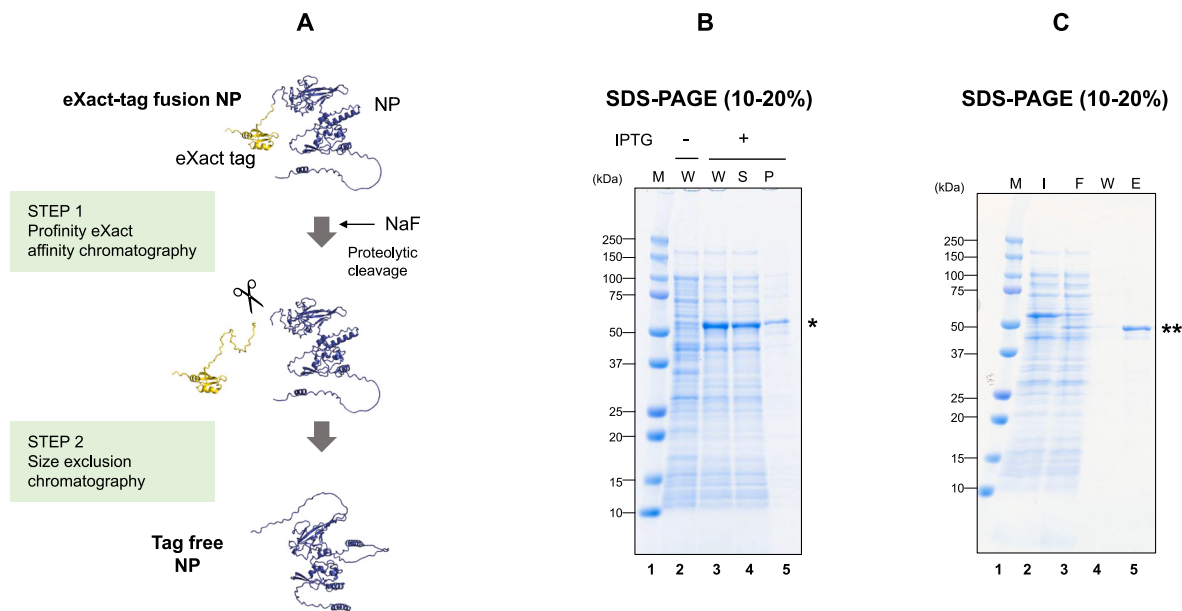 A
eXact-tag fusion NP
NP
eXact tag
STEP 1
Profinity eXact
affinity chromatography
NaF
Proteolytic
cleavage
STEP 2
Size exclusion
chromatography
Tag free
NP
B
SDS-PAGE (10-20%)
IPTG - +
(kDa) M W W S P
250
150
100
75
50
37
25
20
15
10
*
1 2 3 4 5
C
SDS-PAGE (10-20%)
(kDa) M I F W E
250
150
100
75
50
37
25
20
15
10
**
1 2 3 4 5